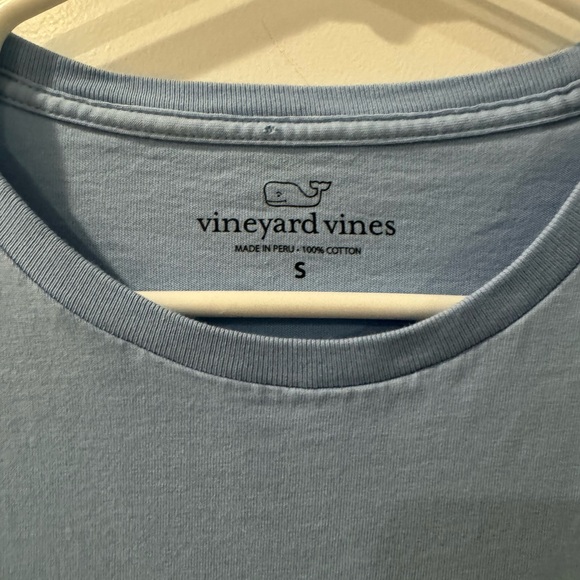 vineyard vines
MADE IN PERU - 100% COTTON
S